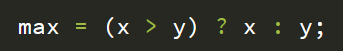 max = (x > y) ? x : y;